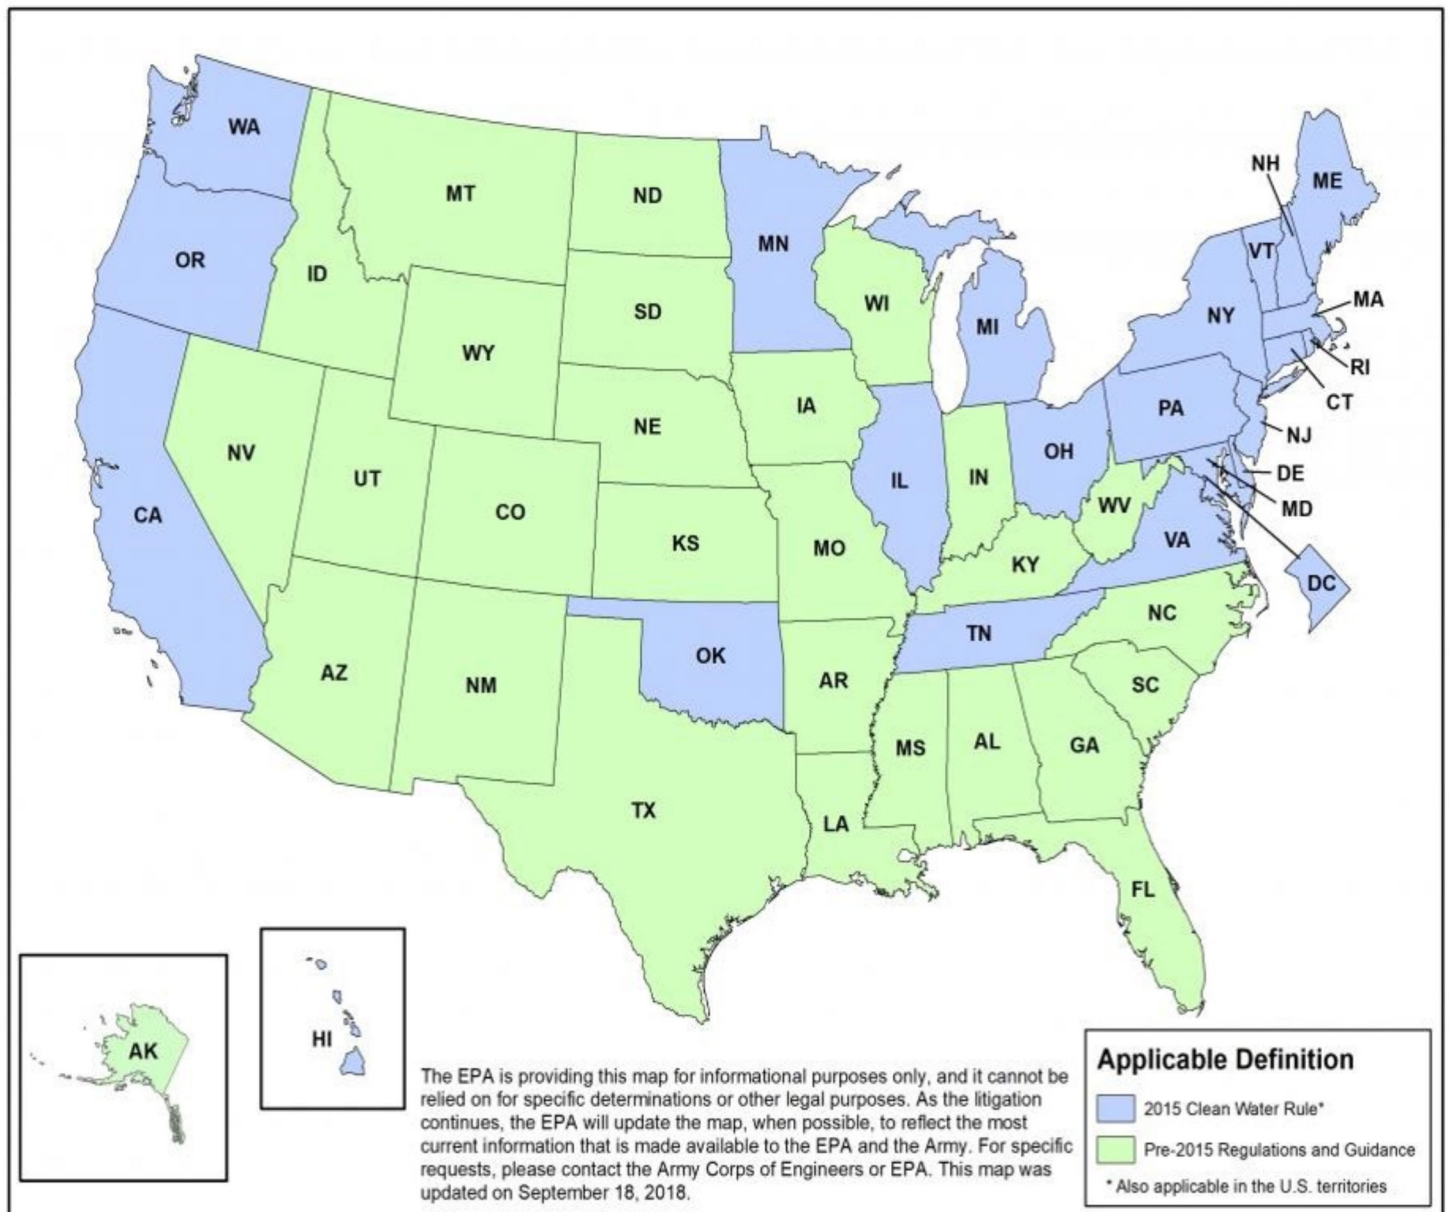 WA
NH
ME
MT
ND
MN
VT
OR
ID
MA
WI
SD
NY
MI
WY
RI
CT
IA
PA
NE
NJ
NV
OH
DE
UT
IL
IN
MD
CO
WV
CA
KS
MO
VA
KY
DC
NC
TN
OK
AZ
AR
NM
SC
MS
AL
GA
TX
LA
FL
HI
AK
The EPA is providing this map for informational purposes only, and it cannot be
relied on for specific determinations or other legal purposes. As the litigation
continues, the EPA will update the map, when possible, to reflect the most
current information that is made available to the EPA and the Army. For specific
requests, please contact the Army Corps of Engineers or EPA. This map was
updated on September 18, 2018.
Applicable Definition
2015 Clean Water Rule*
Pre-2015 Regulations and Guidance
* Also applicable in the U.S. territories